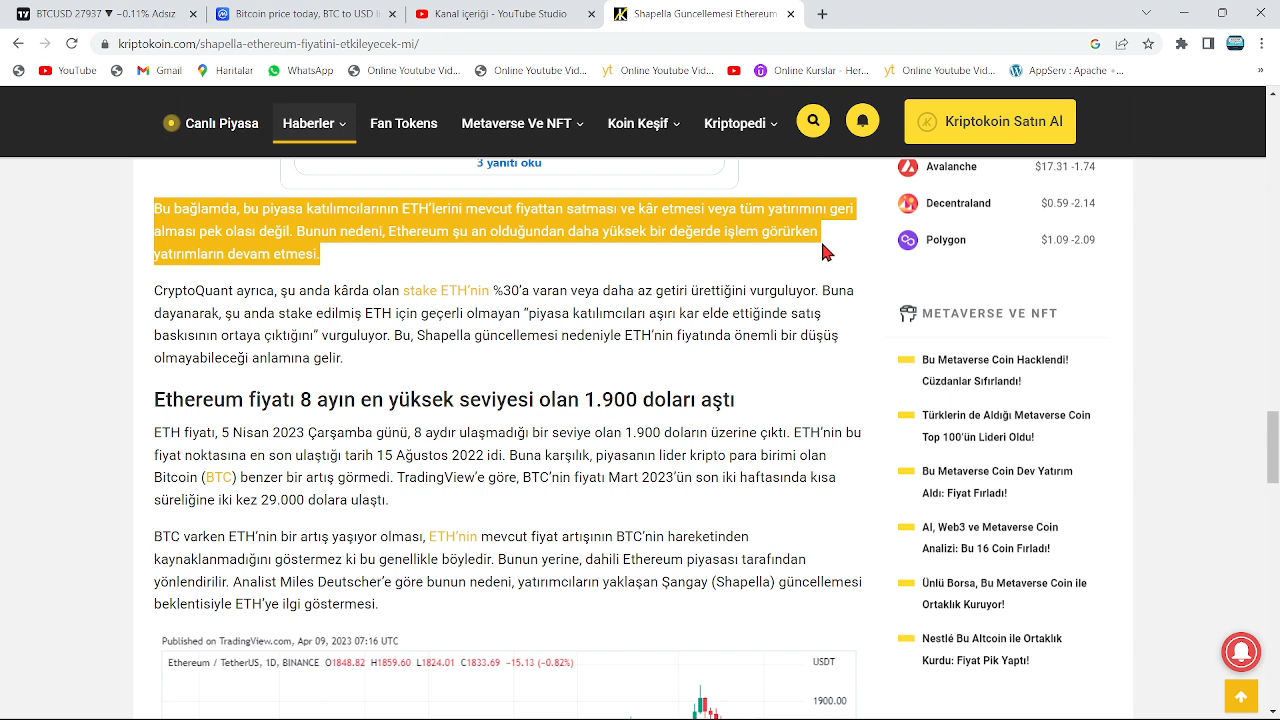 BTCUSD 27937 ▼ −0.11% Adsız
Bitcoin price today, BTC to USD li
Kanal içeriği - YouTube Studio
Shapella Güncellemesi Ethereum
kriptokoin.com/shapella-ethereum-fiyatini-etkileyecek-mi/
YouTube
Gmail
Haritalar
WhatsApp
Online Youtube Vid...
Online Youtube Vid...
Online Youtube Vid...
Online Kurslar - Her...
Online Youtube Vid...
AppServ : Apache +...
Canlı Piyasa
Haberler
Fan Tokens
Metaverse Ve NFT
Koin Keşif
Kriptopedi
Kriptokoin Satın Al
3 yanıtı oku
Bu bağlamda, bu piyasa katılımcılarının ETH'lerini mevcut fiyattan satması ve kâr etmesi veya tüm yatırımını geri
alması pek olası değil. Bunun nedeni, Ethereum şu an olduğundan daha yüksek bir değerde işlem görürken
yatırımların devam etmesi.
CryptoQuant ayrıca, şu anda kârda olan stake ETH'nin %30'a varan veya daha az getiri ürettiğini vurguluyor. Buna
dayanarak, şu anda stake edilmiş ETH için geçerli olmayan "piyasa katılımcıları aşırı kar elde ettiğinde satış
baskısının ortaya çıktığını" vurguluyor. Bu, Shapella güncellemesi nedeniyle ETH'nin fiyatında önemli bir düşüş
olmayabileceği anlamına gelir.
Ethereum fiyatı 8 ayın en yüksek seviyesi olan 1.900 doları aştı
ETH fiyatı, 5 Nisan 2023 Çarşamba günü, 8 aydır ulaşmadığı bir seviye olan 1.900 doların üzerine çıktı. ETH'nin bu
fiyat noktasına en son ulaştığı tarih 15 Ağustos 2022 idi. Buna karşılık, piyasanın lider kripto para birimi olan
Bitcoin (BTC) benzer bir artış görmedi. TradingView'e göre, BTC'nin fiyatı Mart 2023'ün son iki haftasında kısa
süreliğine iki kez 29.000 dolara ulaştı.
BTC varken ETH'nin bir artış yaşıyor olması, ETH'nin mevcut fiyat artışının BTC'nin hareketinden
kaynaklanmadığını göstermez ki bu genellikle böyledir. Bunun yerine, dahili Ethereum piyasası tarafından
yönlendirilir. Analist Miles Deutscher'e göre bunun nedeni, yatırımcıların yaklaşan Şangay (Shapella) güncellemesi
beklentisiyle ETH'ye ilgi göstermesi.
Published on TradingView.com, Apr 09, 2023 07:16 UTC
Ethereum / TetherUS, 1D, BINANCE O1848.82 H1859.60 L1824.01 C1833.69 −15.13 (−0.82%)
USDT
1900.00
Avalanche $17.31 -1.74
Decentraland $0.59 -2.14
Polygon $1.09 -2.09
METAVERSE VE NFT
Bu Metaverse Coin Hacklendi!
Cüzdanlar Sıfırlandı!
Türklerin de Aldığı Metaverse Coin
Top 100'ün Lideri Oldu!
Bu Metaverse Coin Dev Yatırım
Aldı: Fiyat Fırladı!
AI, Web3 ve Metaverse Coin
Analizi: Bu 16 Coin Fırladı!
Ünlü Borsa, Bu Metaverse Coin ile
Ortaklık Kuruyor!
Nestlé Bu Altcoin ile Ortaklık
Kurdu: Fiyat Pik Yaptı!